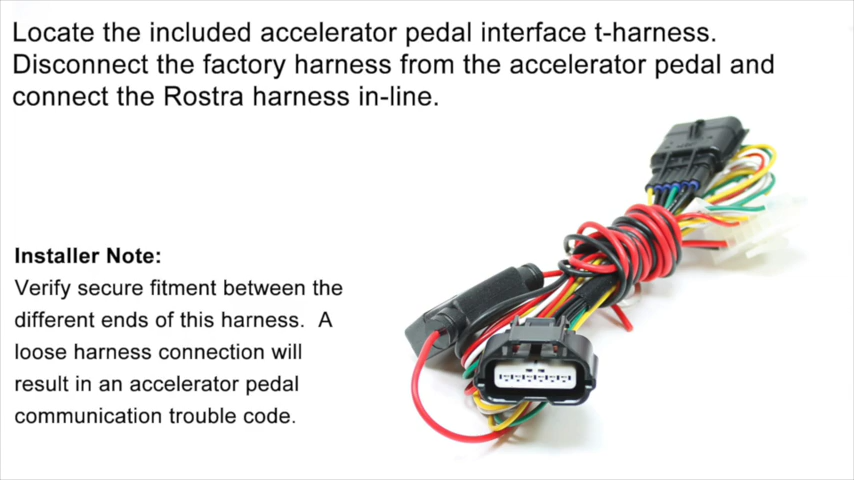 Locate the included accelerator pedal interface t-harness.
Disconnect the factory harness from the accelerator pedal and
connect the Rostra harness in-line.
Installer Note:
Verify secure fitment between the
different ends of this harness.  A
loose harness connection will
result in an accelerator pedal
communication trouble code.